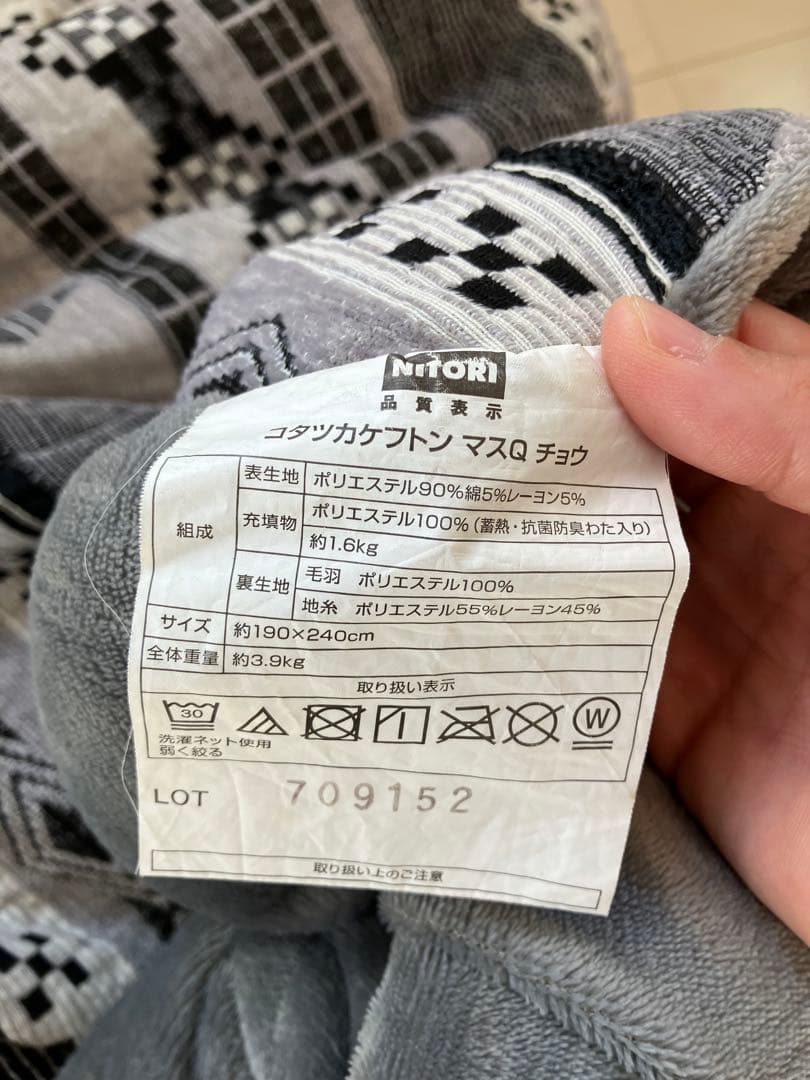 NITORI
品質表示
コタツカケフトン マスQ チョウ
組成 表生地 ポリエステル90%綿5%レーヨン5%
充填物 ポリエステル100%(蓄熱・抗菌防臭わた入り)
約1.6kg
裏生地 毛羽 ポリエステル100%
地糸 ポリエステル55%レーヨン45%
サイズ 約190×240cm
全体重量 約3.9kg
取り扱い表示
30
W
洗濯ネット使用
弱く絞る
LOT 709152
取り扱い上のご注意